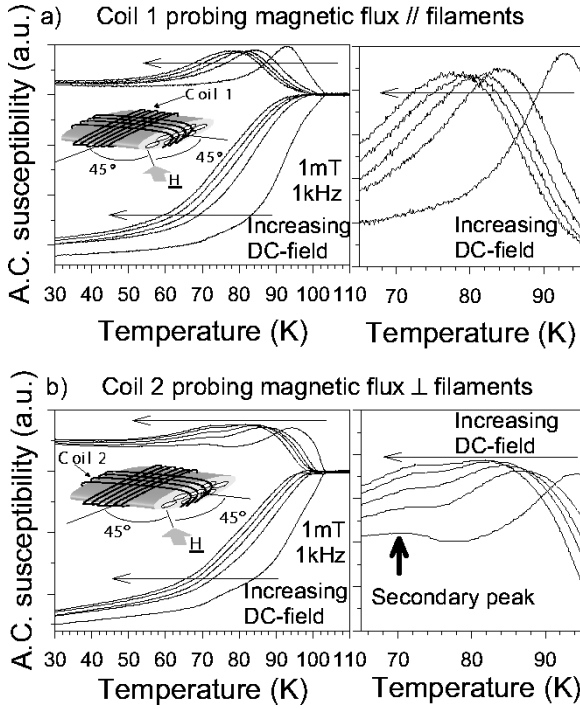 a) Coil 1 probing magnetic flux // filaments
A.C. susceptibility (a.u.)
Coil 1
45°
45°
H
1mT
1kHz
Increasing
DC-field
30 40 50 60 70 80 90 100 110
70 80 90
Temperature (K)
Temperature (K)
b) Coil 2 probing magnetic flux ⊥ filaments
A.C. susceptibility (a.u.)
Coil 2
45°
45°
H
1mT
1kHz
Increasing
DC-field
Increasing
DC-field
Secondary peak
30 40 50 60 70 80 90 100 110
70 80 90
Temperature (K)
Temperature (K)